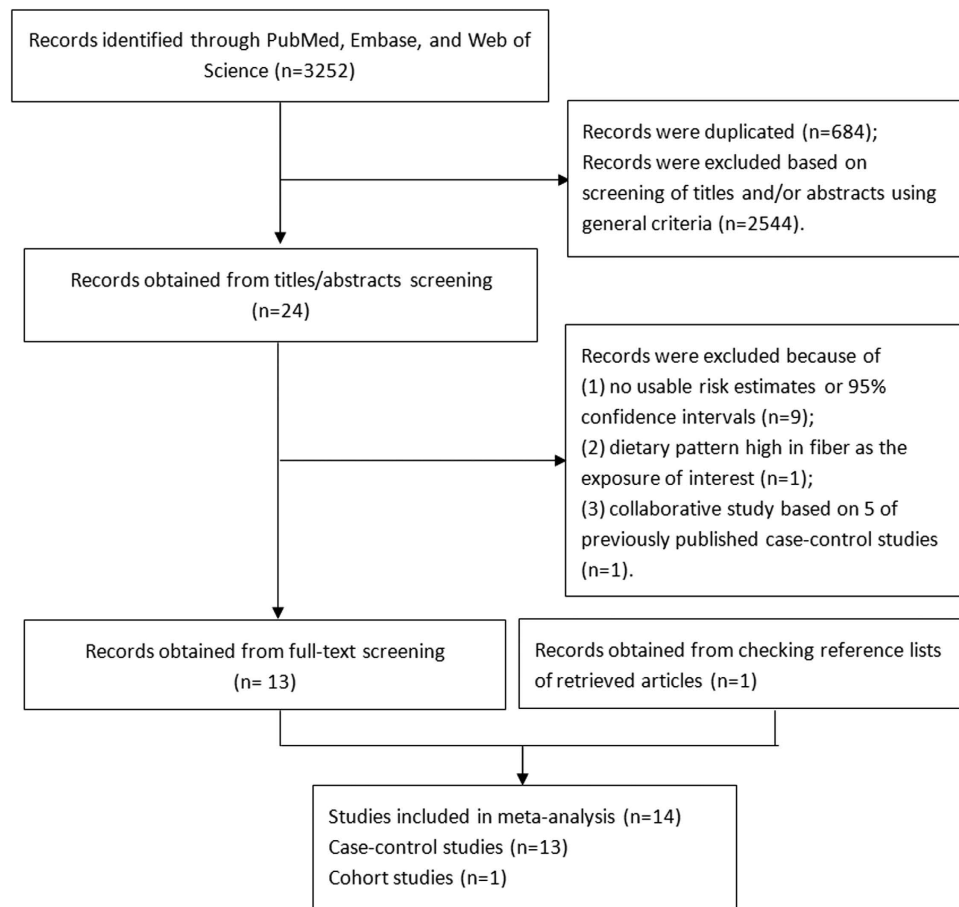 Records identified through PubMed, Embase, and Web of
Science (n=3252)
Records were duplicated (n=684);
Records were excluded based on
screening of titles and/or abstracts using
general criteria (n=2544).
Records obtained from titles/abstracts screening
(n=24)
Records were excluded because of
(1) no usable risk estimates or 95%
confidence intervals (n=9);
(2) dietary pattern high in fiber as the
exposure of interest (n=1);
(3) collaborative study based on 5 of
previously published case-control studies
(n=1).
Records obtained from full-text screening
(n= 13)
Records obtained from checking reference lists
of retrieved articles (n=1)
Studies included in meta-analysis (n=14)
Case-control studies (n=13)
Cohort studies (n=1)